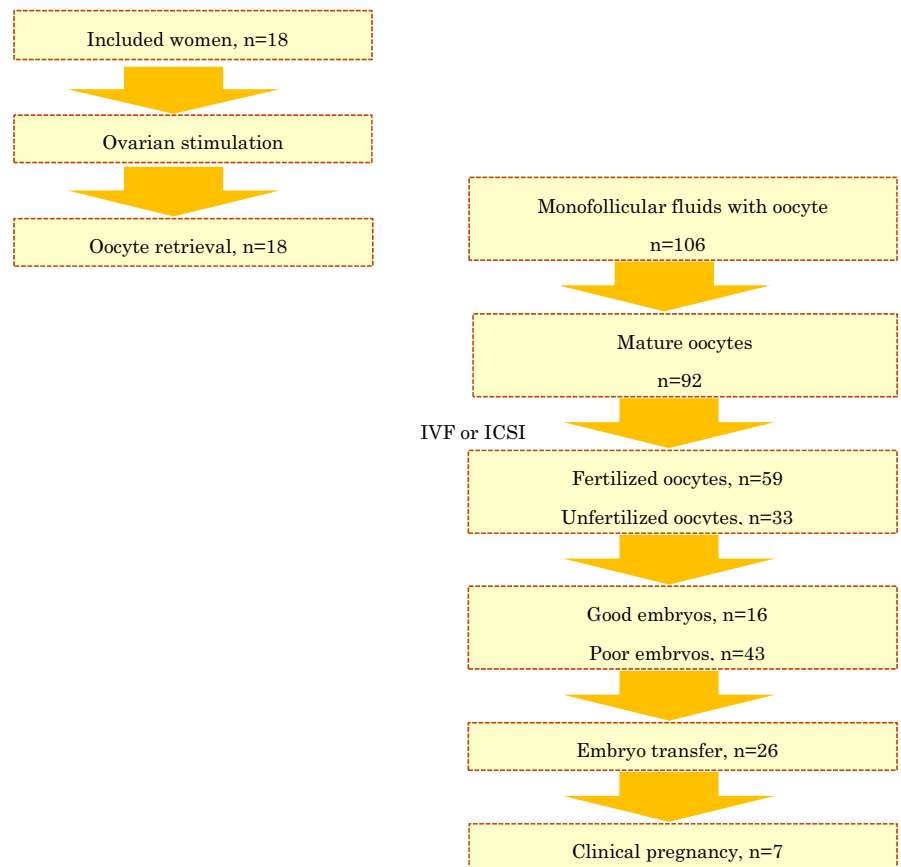 Included women, n=18
Ovarian stimulation
Oocyte retrieval, n=18
Monofollicular fluids with oocyte
n=106
Mature oocytes
n=92
IVF or ICSI
Fertilized oocytes, n=59
Unfertilized oocytes, n=33
Good embryos, n=16
Poor embryos, n=43
Embryo transfer, n=26
Clinical pregnancy, n=7